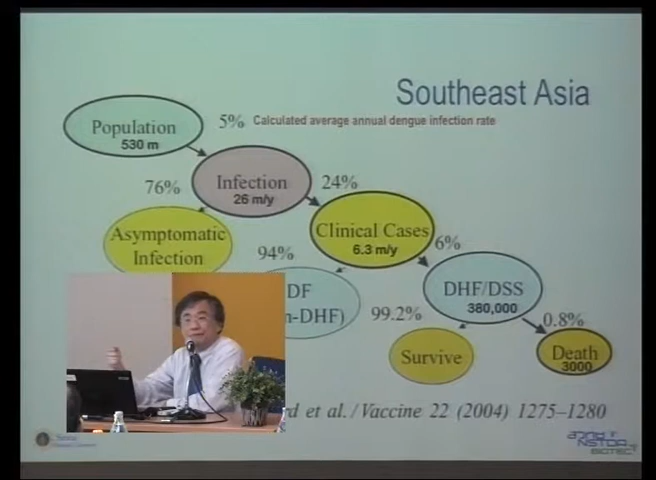 Southeast Asia
Population
530 m
5% Calculated average annual dengue infection rate
Infection
26 m/y
76%
24%
Asymptomatic
Infection
Clinical Cases
6.3 m/y
94%
6%
DF
DHF)
DHF/DSS
380,000
99.2%
0.8%
Survive
Death
3000
et al./Vaccine 22 (2004) 1275–1280
NSTDA
BIOTEC